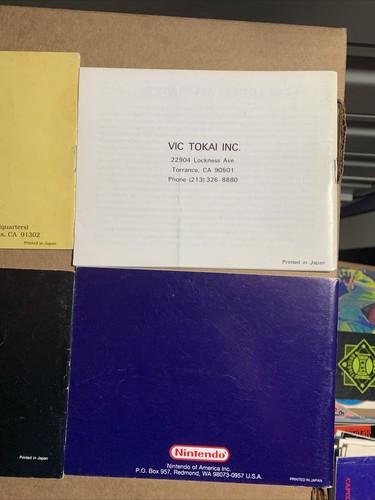 VIC TOKAI INC.
22904 Lockness Ave.
Torrance, CA 90501
Phone (213) 326-8880
Printed in Japan
CA 91302
Printed in Japan
Printed in Japan
Nintendo
Nintendo of America Inc.
P.O. Box 957, Redmond, WA 98073-0957 U.S.A.
PRINTED IN JAPAN